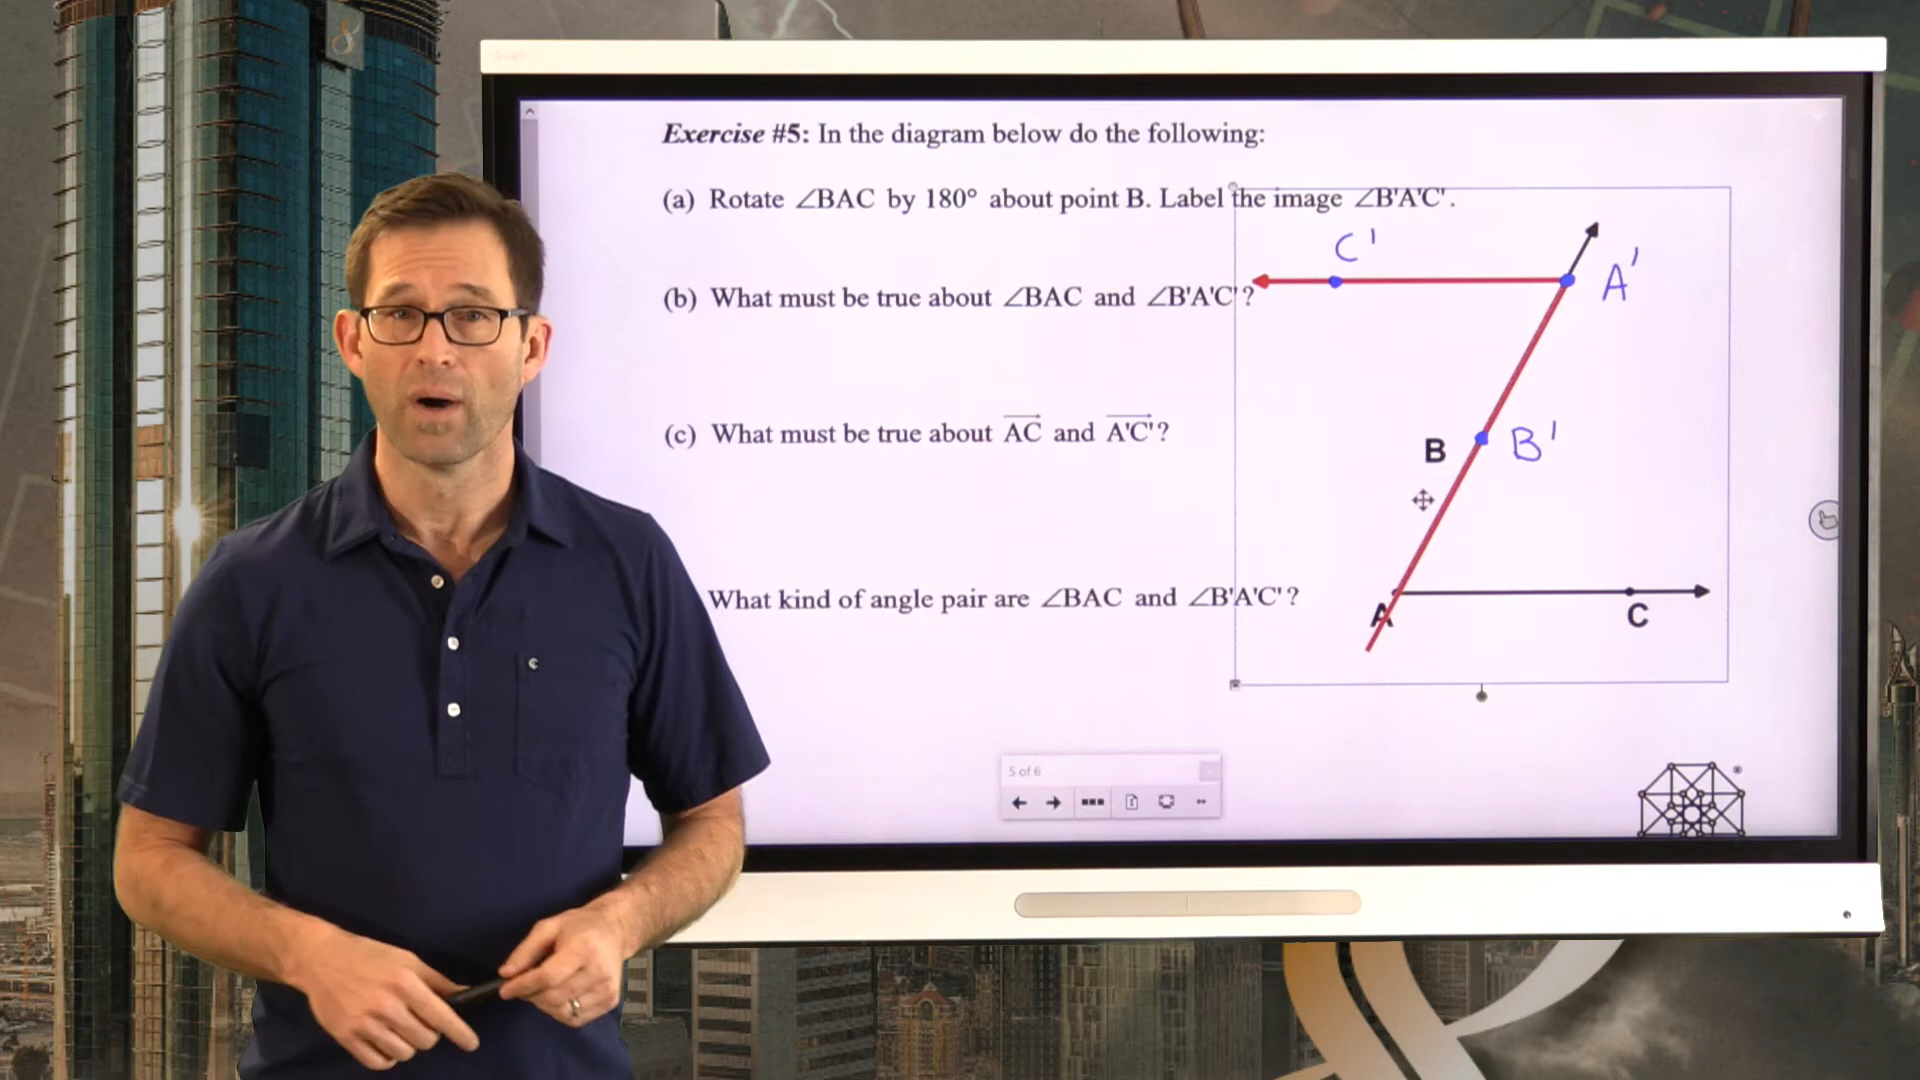 Exercise #5: In the diagram below do the following:
(a) Rotate ∠BAC by 180° about point B. Label the image ∠B'A'C'.
C'
A'
(b) What must be true about ∠BAC and ∠B'A'C'?
(c) What must be true about AC and A'C'?
B B'
What kind of angle pair are ∠BAC and ∠B'A'C'?
A C
5 of 6